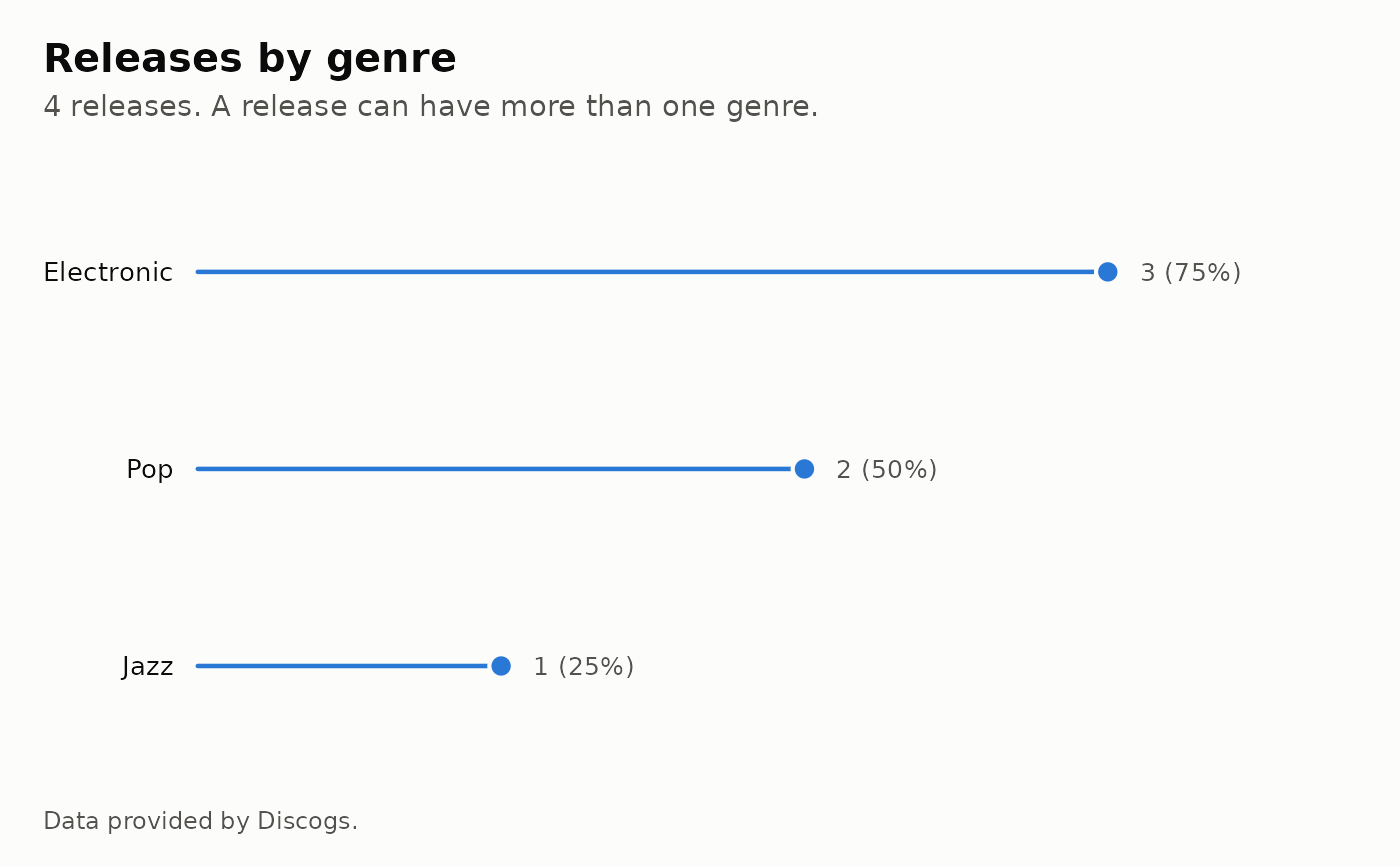 Releases by genre
4 releases. A release can have more than one genre.
Electronic 3 (75%)
Pop 2 (50%)
Jazz 1 (25%)
Data provided by Discogs.